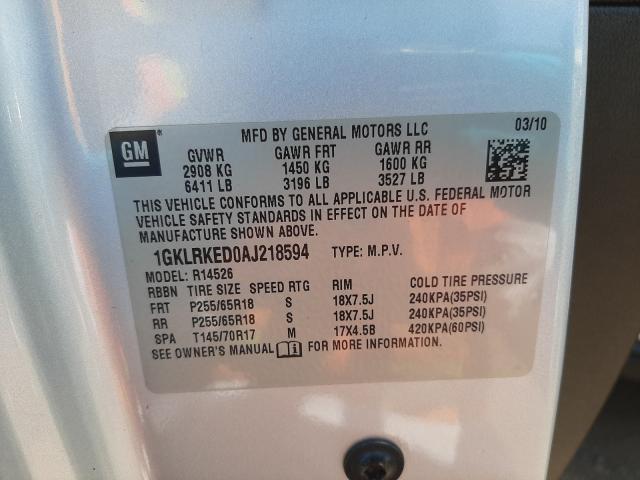 GM
MFD BY GENERAL MOTORS LLC 03/10
GVWR GAWR FRT GAWR RR
2908 KG 1450 KG 1600 KG
6411 LB 3196 LB 3527 LB
THIS VEHICLE CONFORMS TO ALL APPLICABLE U.S. FEDERAL MOTOR
VEHICLE SAFETY STANDARDS IN EFFECT ON THE DATE OF
MANUFACTURE SHOWN ABOVE.
1GKLRKED0AJ218594 TYPE: M.P.V.
MODEL: R14526
RBBN TIRE SIZE SPEED RTG RIM COLD TIRE PRESSURE
FRT P255/65R18 S 18X7.5J 240KPA(35PSI)
RR P255/65R18 S 18X7.5J 240KPA(35PSI)
SPA T145/70R17 M 17X4.5B 420KPA(60PSI)
SEE OWNER'S MANUAL FOR MORE INFORMATION.